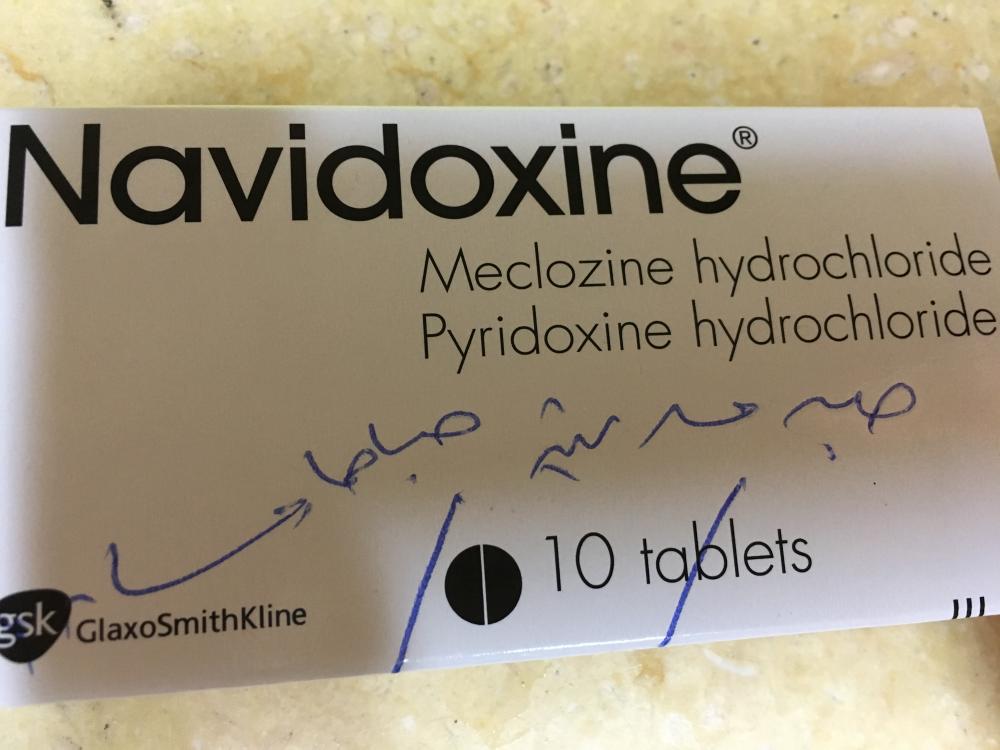 Navidoxine®
Meclozine hydrochloride
Pyridoxine hydrochloride
صباحا
10 tablets
gsk GlaxoSmithKline